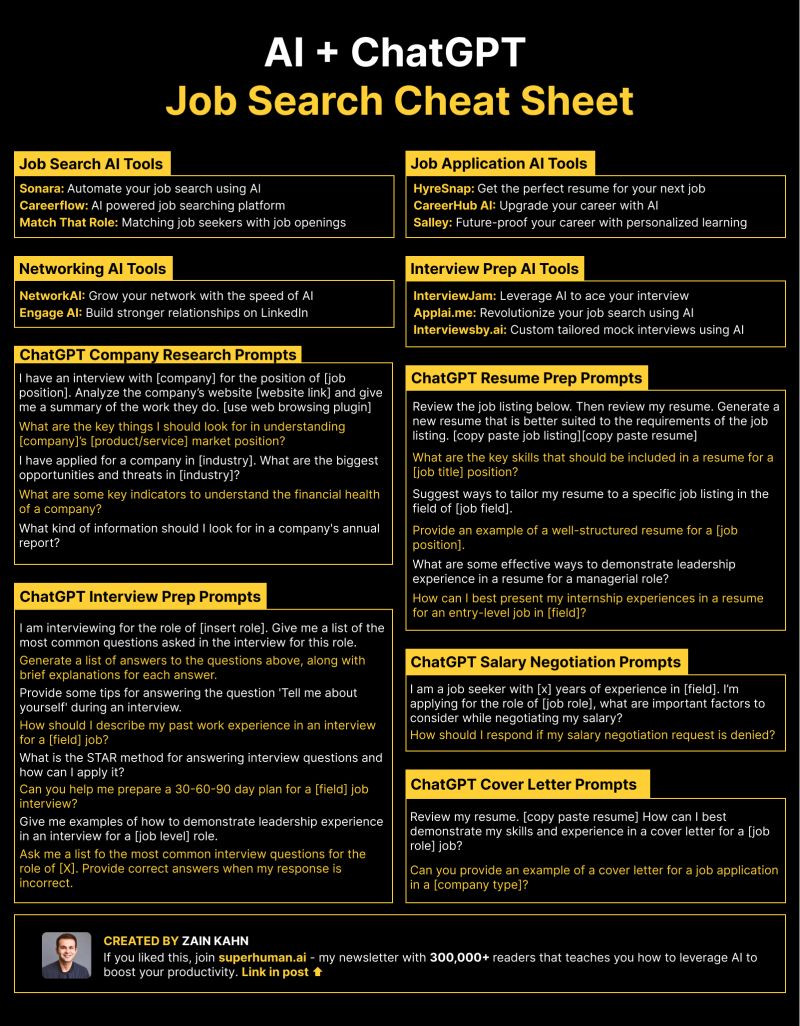 AI + ChatGPT
Job Search Cheat Sheet
Job Search AI Tools
Sonara: Automate your job search using AI
Careerflow: AI powered job searching platform
Match That Role: Matching job seekers with job openings
Networking AI Tools
NetworkAI: Grow your network with the speed of AI
Engage AI: Build stronger relationships on LinkedIn
ChatGPT Company Research Prompts
I have an interview with [company] for the position of [job
position]. Analyze the company's website [website link] and give
me a summary of the work they do. [use web browsing plugin]
What are the key things I should look for in understanding
[company]'s [product/service] market position?
I have applied for a company in [industry]. What are the biggest
opportunities and threats in [industry]?
What are some key indicators to understand the financial health
of a company?
What kind of information should I look for in a company's annual
report?
ChatGPT Interview Prep Prompts
I am interviewing for the role of [insert role]. Give me a list of the
most common questions asked in the interview for this role.
Generate a list of answers to the questions above, along with
brief explanations for each answer.
Provide some tips for answering the question 'Tell me about
yourself' during an interview.
How should I describe my past work experience in an interview
for a [field] job?
What is the STAR method for answering interview questions and
how can I apply it?
Can you help me prepare a 30-60-90 day plan for a [field] job
interview?
Give me examples of how to demonstrate leadership experience
in an interview for a [job level] role.
Ask me a list fo the most common interview questions for the
role of [X]. Provide correct answers when my response is
incorrect.
Job Application AI Tools
HyreSnap: Get the perfect resume for your next job
CareerHub AI: Upgrade your career with AI
Salley: Future-proof your career with personalized learning
Interview Prep AI Tools
InterviewJam: Leverage AI to ace your interview
Applai.me: Revolutionize your job search using AI
Interviewsby.ai: Custom tailored mock interviews using AI
ChatGPT Resume Prep Prompts
Review the job listing below. Then review my resume. Generate a
new resume that is better suited to the requirements of the job
listing. [copy paste job listing][copy paste resume]
What are the key skills that should be included in a resume for a
[job title] position?
Suggest ways to tailor my resume to a specific job listing in the
field of [job field].
Provide an example of a well-structured resume for a [job
position].
What are some effective ways to demonstrate leadership
experience in a resume for a managerial role?
How can I best present my internship experiences in a resume
for an entry-level job in [field]?
ChatGPT Salary Negotiation Prompts
I am a job seeker with [x] years of experience in [field]. I'm
applying for the role of [job role], what are important factors to
consider while negotiating my salary?
How should I respond if my salary negotiation request is denied?
ChatGPT Cover Letter Prompts
Review my resume. [copy paste resume] How can I best
demonstrate my skills and experience in a cover letter for a [job
role] job?
Can you provide an example of a cover letter for a job application
in a [company type]?
CREATED BY ZAIN KAHN
If you liked this, join superhuman.ai - my newsletter with 300,000+ readers that teaches you how to leverage AI to
boost your productivity. Link in post ⬆